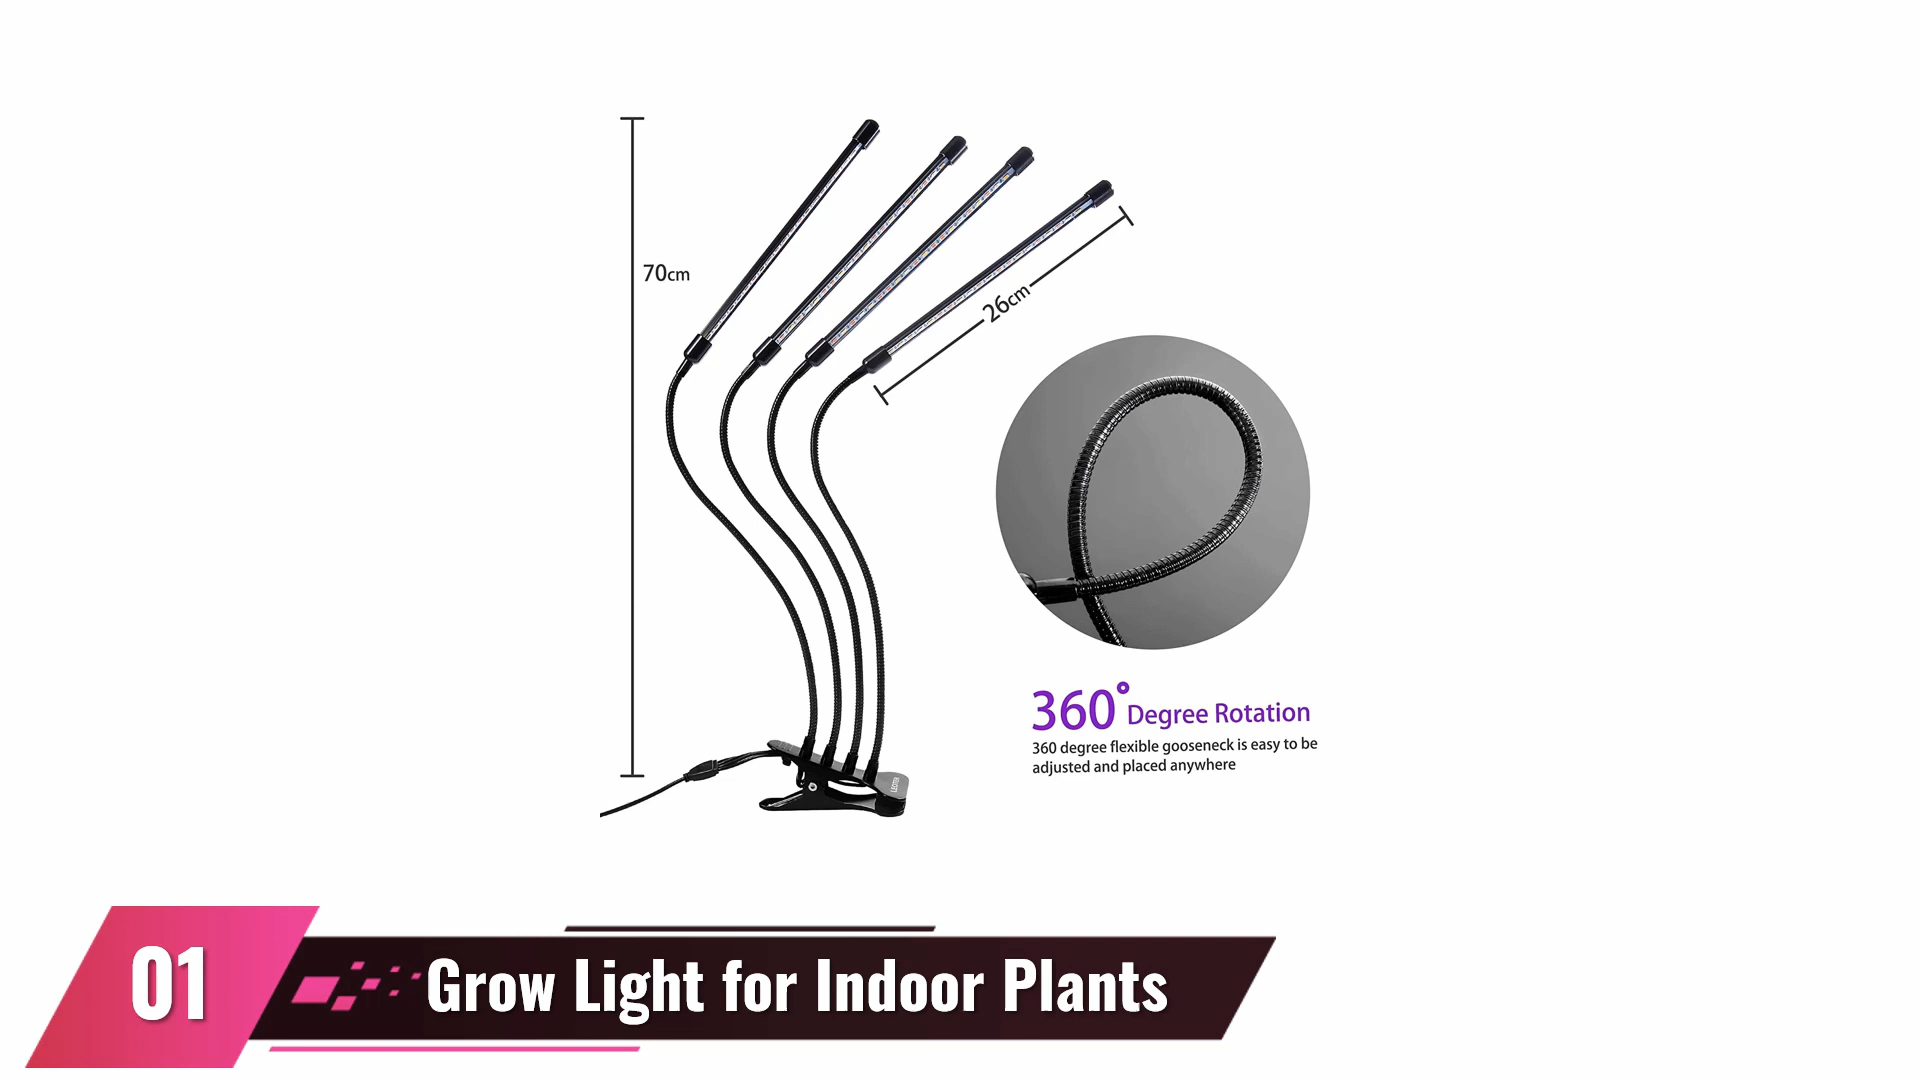 70cm
26cm
360° Degree Rotation
360 degree flexible gooseneck is easy to be
adjusted and placed anywhere
01
Grow Light for Indoor Plants